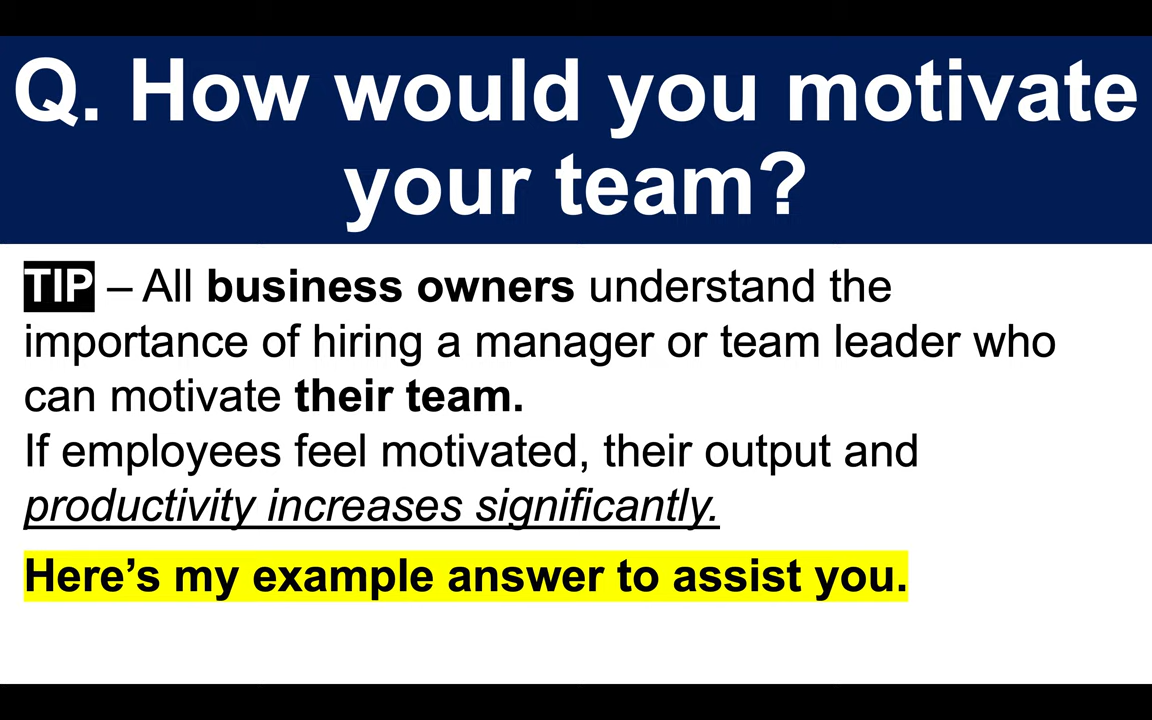 Q. How would you motivate
your team?
TIP – All business owners understand the
importance of hiring a manager or team leader who
can motivate their team.
If employees feel motivated, their output and
productivity increases significantly.
Here’s my example answer to assist you.